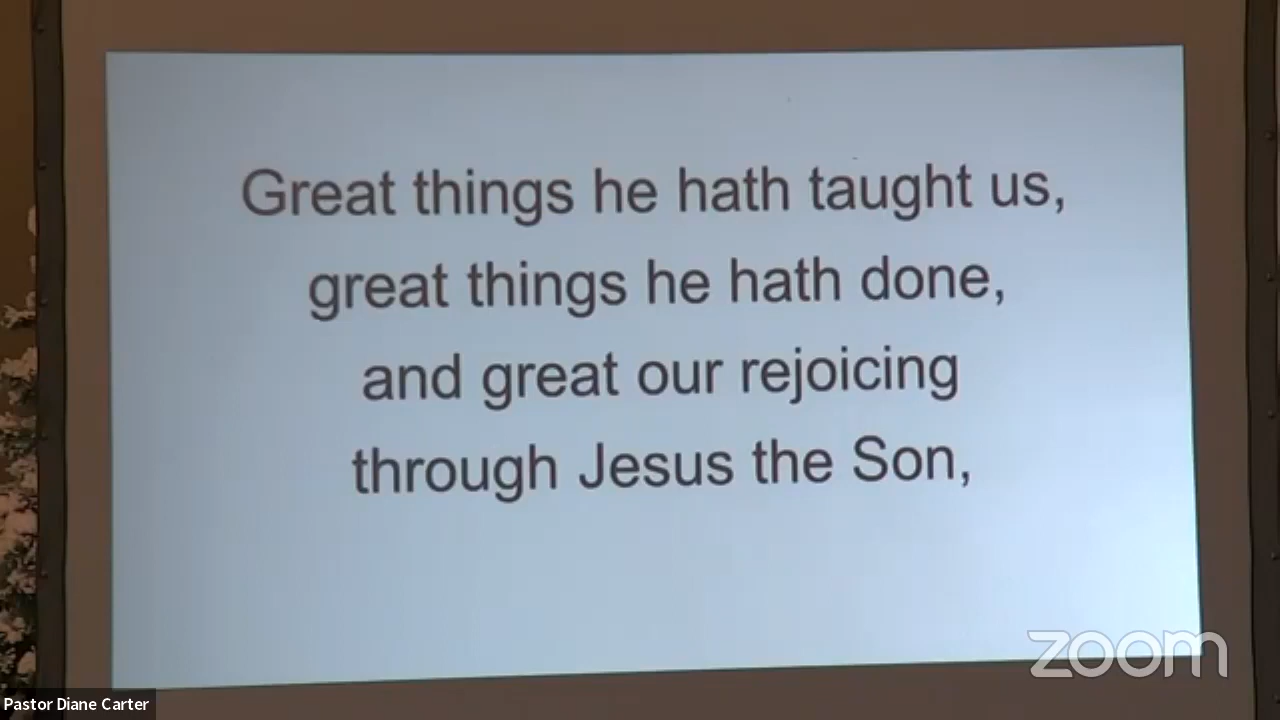 Great things he hath taught us,
great things he hath done,
and great our rejoicing
through Jesus the Son,
zoom
Pastor Diane Carter